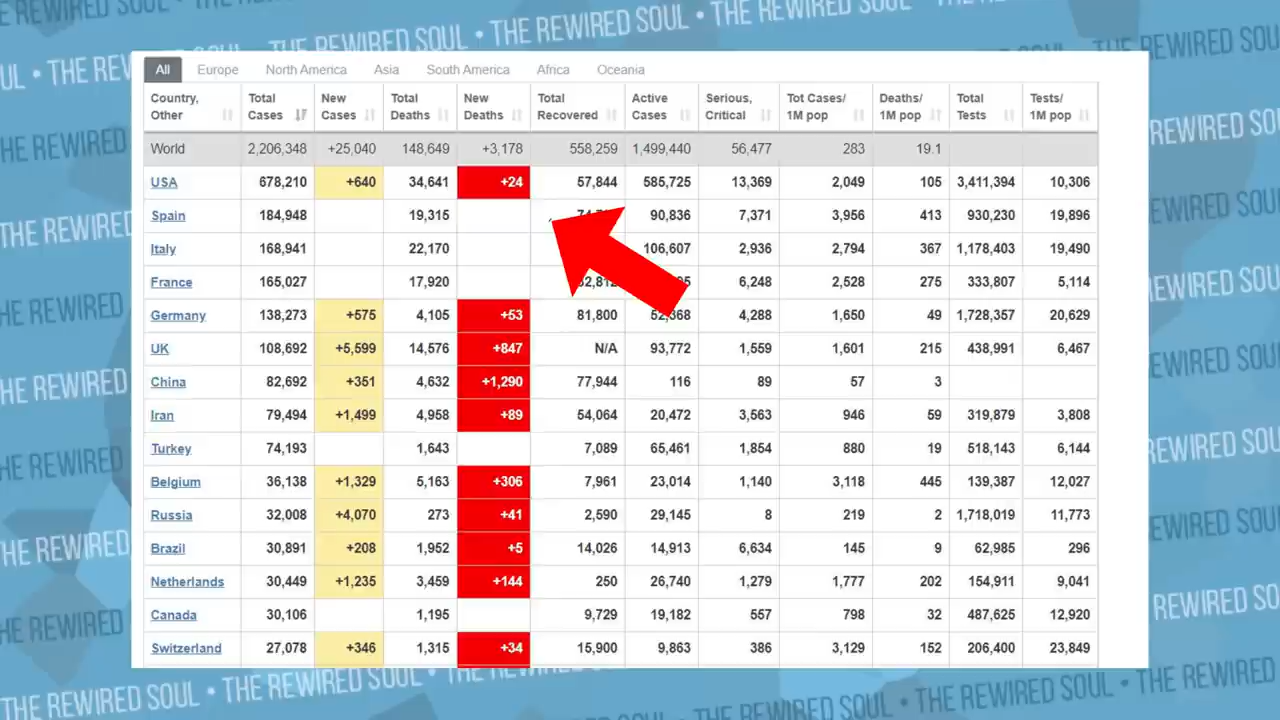 THE REWIRED SOUL • THE REWIRED SOUL • THE REWIRED SOUL
All Europe North America Asia South America Africa Oceania
Country, Other Total Cases New Cases Total Deaths New Deaths Total Recovered Active Cases Serious, Critical Tot Cases/ 1M pop Deaths/ 1M pop Total Tests Tests/ 1M pop
World 2,206,348 +25,040 148,649 +3,178 558,259 1,499,440 56,477 283 19.1
USA 678,210 +640 34,641 +24 57,844 585,725 13,369 2,049 105 3,411,394 10,306
Spain 184,948 19,315 90,836 7,371 3,956 413 930,230 19,896
Italy 168,941 22,170 106,607 2,936 2,794 367 1,178,403 19,490
France 165,027 17,920 6,248 2,528 275 333,807 5,114
Germany 138,273 +575 4,105 +53 81,800 4,288 1,650 49 1,728,357 20,629
UK 108,692 +5,599 14,576 +847 N/A 93,772 1,559 1,601 215 438,991 6,467
China 82,692 +351 4,632 +1,290 77,944 116 89 57 3
Iran 79,494 +1,499 4,958 +89 54,064 20,472 3,563 946 59 319,879 3,808
Turkey 74,193 1,643 7,089 65,461 1,854 880 19 518,143 6,144
Belgium 36,138 +1,329 5,163 +306 7,961 23,014 1,140 3,118 445 139,387 12,027
Russia 32,008 +4,070 273 +41 2,590 29,145 8 219 2 1,718,019 11,773
Brazil 30,891 +208 1,952 +5 14,026 14,913 6,634 145 9 62,985 296
Netherlands 30,449 +1,235 3,459 +144 250 26,740 1,279 1,777 202 154,911 9,041
Canada 30,106 1,195 9,729 19,182 557 798 32 487,625 12,920
Switzerland 27,078 +346 1,315 +34 15,900 9,863 386 3,129 152 206,400 23,849
THE REWIRED SOUL • THE REWIRED SOUL • THE REWIRED SOUL